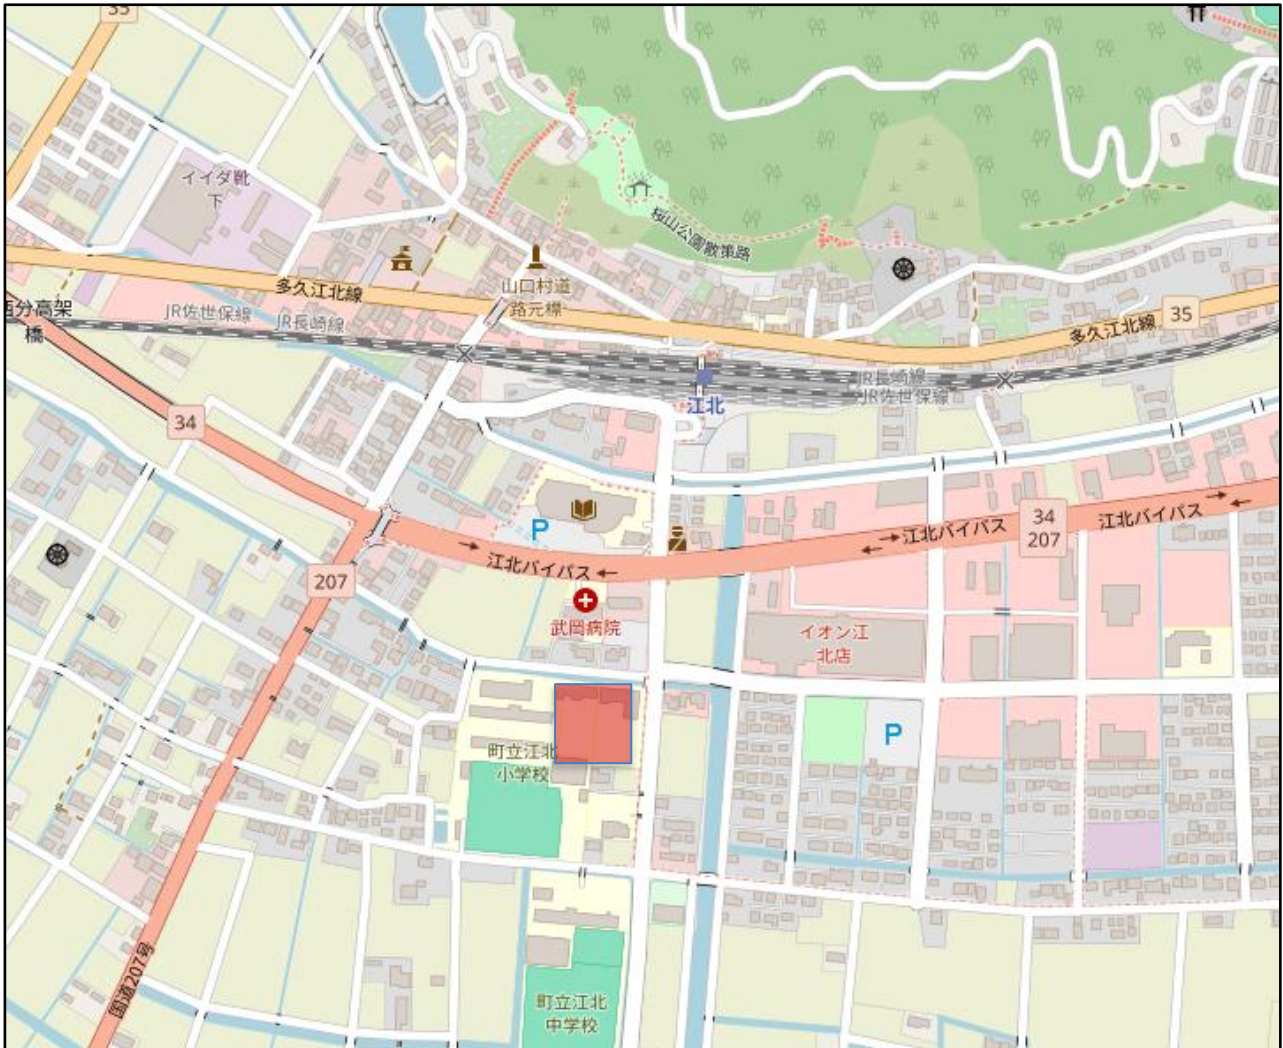 35
イイダ靴
下
桜山公園散策路
山口村道
路元標
多久江北線
35
多久江北線
西分高架
橋
JR佐世保線
JR長崎線
JR長崎線
JR佐世保線
江北
34
P
34
207
江北バイパス
江北バイパス
江北バイパス
207
武岡病院
イオン江
北店
P
町立江北
小学校
国道207号
町立江北
中学校